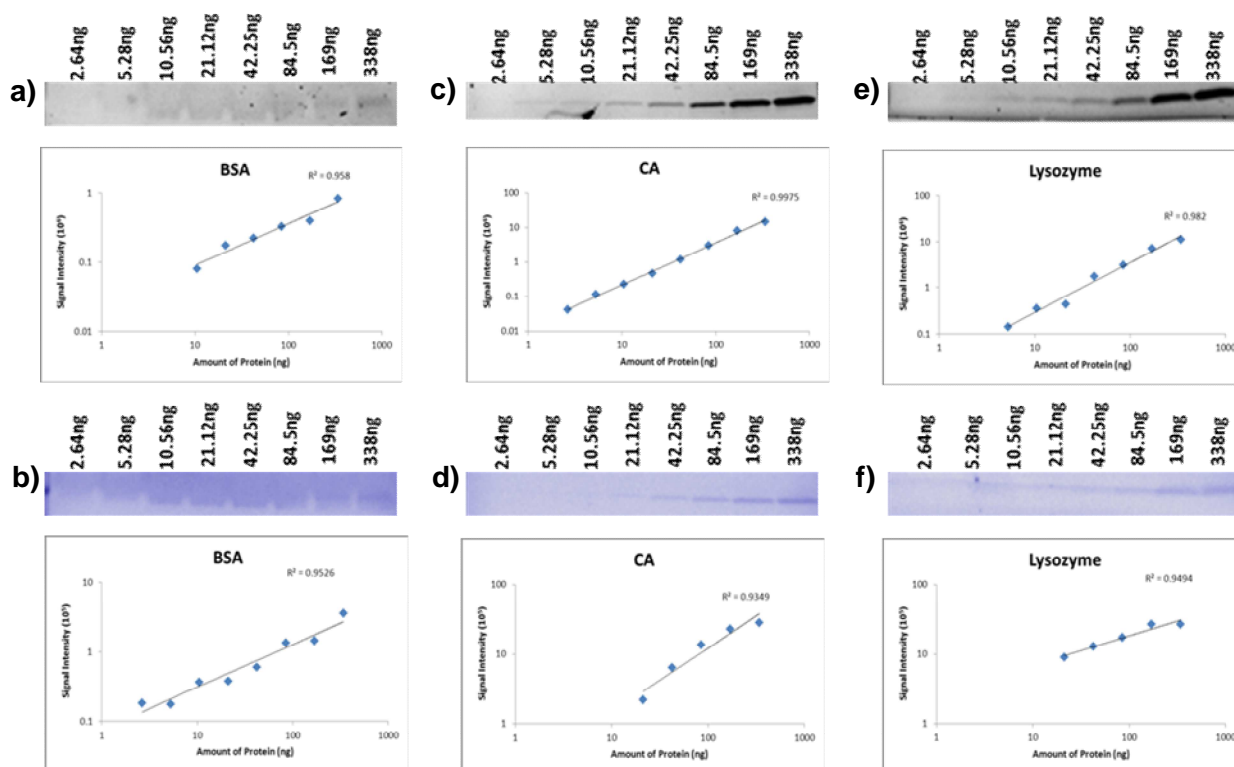 2.64ng 5.28ng 10.56ng 21.12ng 42.25ng 84.5ng 169ng 338ng
a)
BSA
R² = 0.958
Signal Intensity (10⁶)
1
0.1
0.01
1 10 100 1000
Amount of Protein (ng)
2.64ng 5.28ng 10.56ng 21.12ng 42.25ng 84.5ng 169ng 338ng
c)
CA
R² = 0.9975
Signal Intensity (10⁶)
100
10
1
0.1
0.01
1 10 100 1000
Amount of Protein (ng)
2.64ng 5.28ng 10.56ng 21.12ng 42.25ng 84.5ng 169ng 338ng
e)
Lysozyme
R² = 0.982
Signal Intensity (10⁶)
100
10
1
0.1
1 10 100 1000
Amount of Protein (ng)
2.64ng 5.28ng 10.56ng 21.12ng 42.25ng 84.5ng 169ng 338ng
b)
BSA
R² = 0.9526
Signal Intensity (10⁵)
10
1
0.1
1 10 100 1000
Amount of Protein (ng)
2.64ng 5.28ng 10.56ng 21.12ng 42.25ng 84.5ng 169ng 338ng
d)
CA
R² = 0.9349
Signal Intensity (10⁵)
100
10
1
1 10 100 1000
Amount of Protein (ng)
2.64ng 5.28ng 10.56ng 21.12ng 42.25ng 84.5ng 169ng 338ng
f)
Lysozyme
R² = 0.9494
Signal Intensity (10⁵)
100
10
1
1 10 100 1000
Amount of Protein (ng)